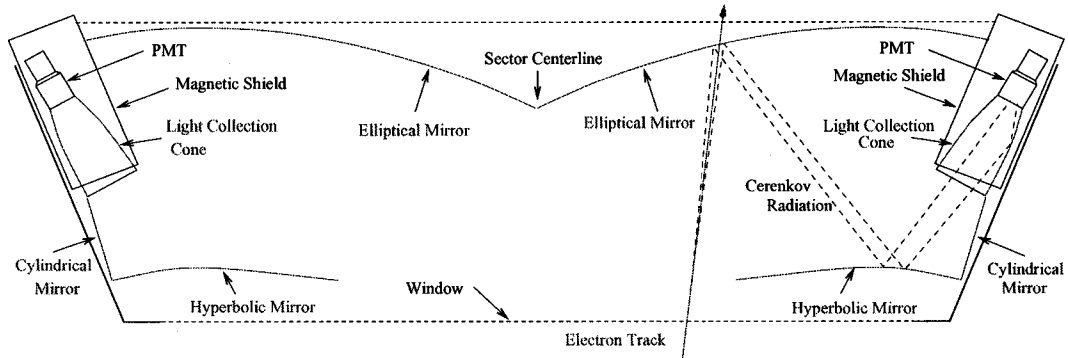 PMT
Magnetic Shield
Light Collection
Cone
Elliptical Mirror
Sector Centerline
Elliptical Mirror
PMT
Magnetic Shield
Light Collection
Cone
Cerenkov
Radiation
Cylindrical
Mirror
Hyperbolic Mirror
Window
Electron Track
Hyperbolic Mirror
Cylindrical
Mirror